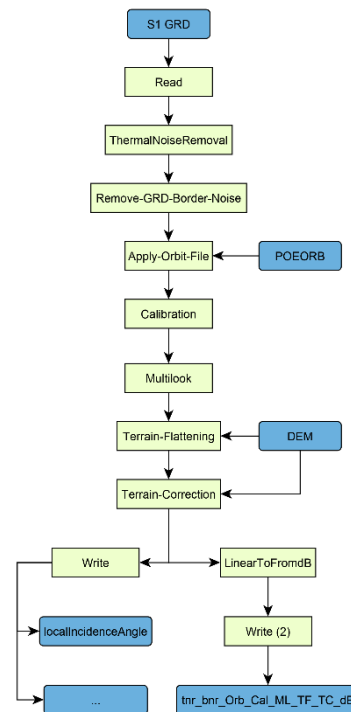 S1 GRD
Read
ThermalNoiseRemoval
Remove-GRD-Border-Noise
Apply-Orbit-File
POEORB
Calibration
Multilook
Terrain-Flattening
DEM
Terrain-Correction
Write
LinearToFromdB
localIncidenceAngle
Write (2)
...
tnr_bnr_Orb_Cal_ML_TF_TC_dB